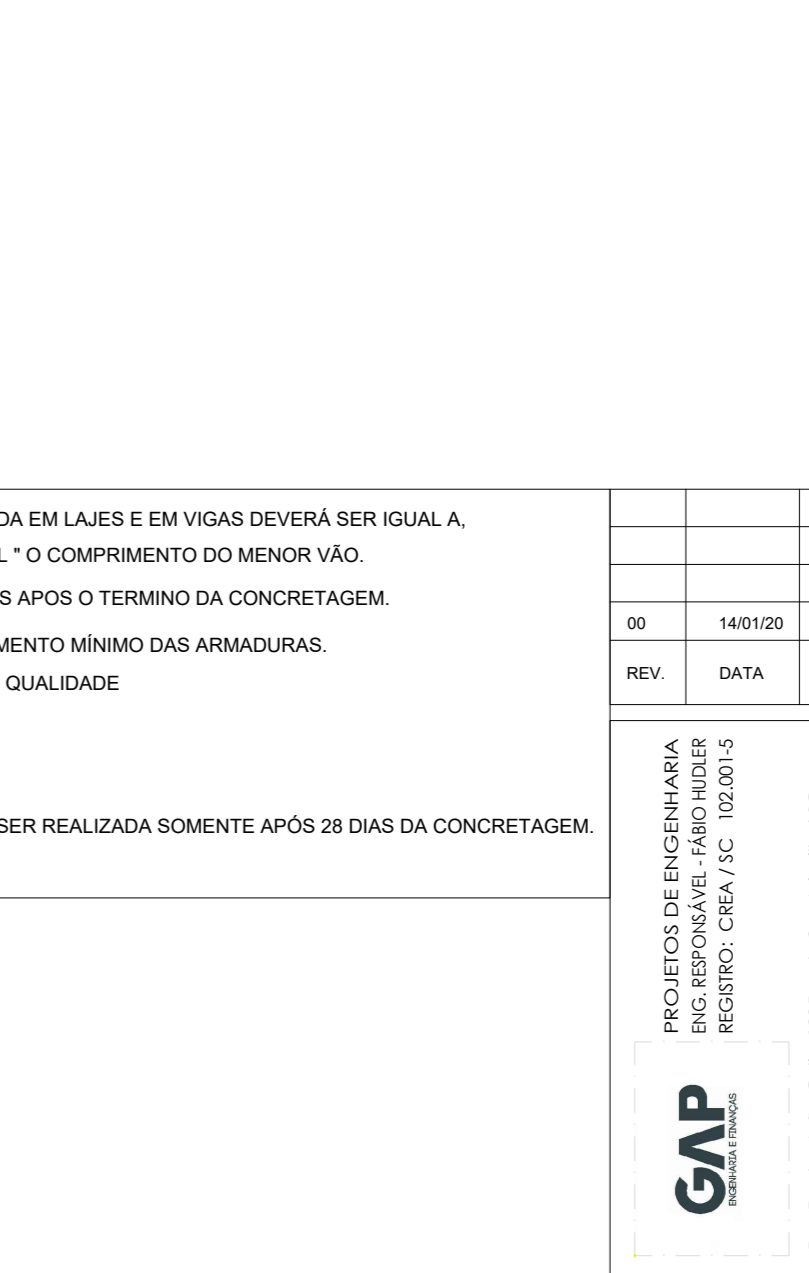 DA EM LAJES E EM VIGAS DEVERÁ SER IGUAL A,
L " O COMPRIMENTO DO MENOR VÃO.
S APOS O TERMINO DA CONCRETAGEM.
MENTO MÍNIMO DAS ARMADURAS.
QUALIDADE
SER REALIZADA SOMENTE APÓS 28 DIAS DA CONCRETAGEM.
00 14/01/20
REV. DATA
PROJETOS DE ENGENHARIA
ENG. RESPONSÁVEL - FÁBIO HUDLER
REGISTRO: CREA / SC 102.001-5
GAP
ENGENHARIA E FINANÇAS